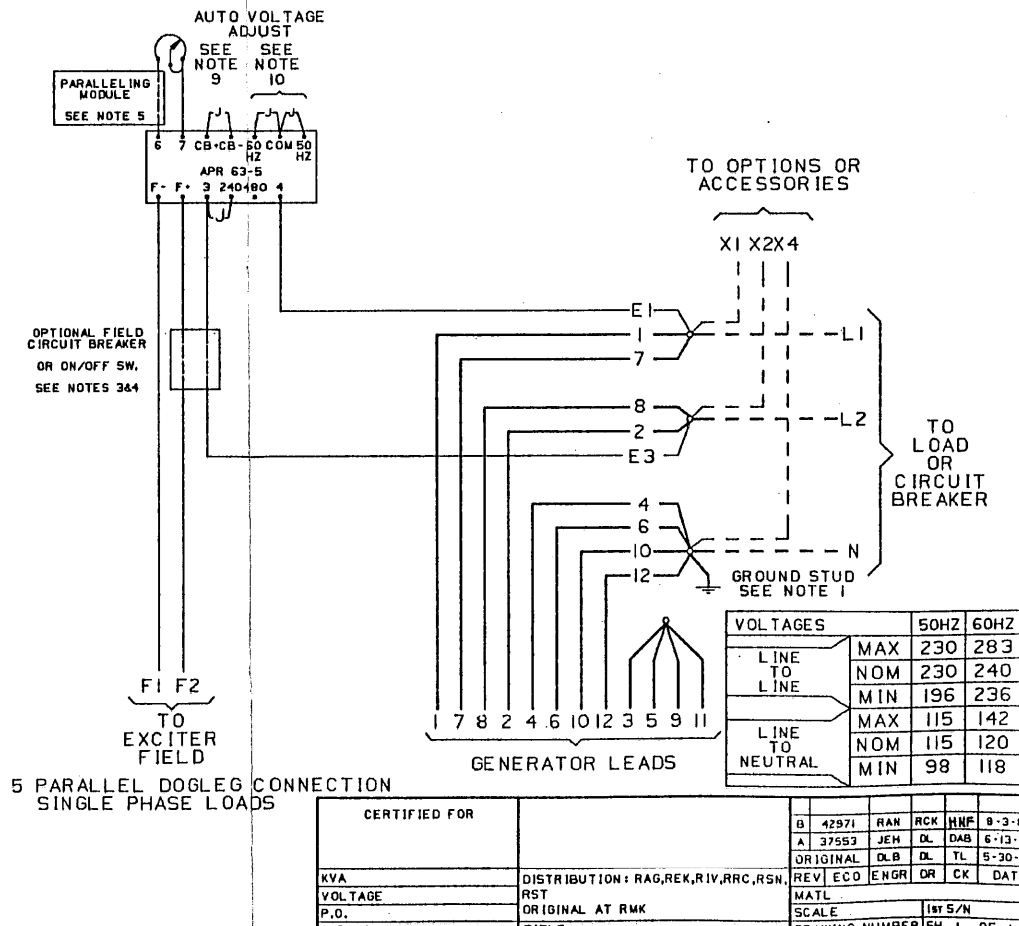 AUTO VOLTAGE
ADJUST
SEE
NOTE
9
SEE
NOTE
10
PARALLELING
MODULE
SEE NOTE 5
6 7 CB+ CB- 60 HZ COM 50 HZ
APR 63-5
F- F+ 3 240 480 4
TO OPTIONS OR
ACCESSORIES
X1 X2 X4
OPTIONAL FIELD
CIRCUIT BREAKER
OR ON/OFF SW.
SEE NOTES 3&4
E1
1
7
L1
8
2
E3
L2
TO
LOAD
OR
CIRCUIT
BREAKER
4
6
10
12
N
GROUND STUD
SEE NOTE 1
VOLTAGES 50HZ 60HZ
LINE
TO
LINE
MAX 230 283
NOM 230 240
MIN 196 236
LINE
TO
NEUTRAL
MAX 115 142
NOM 115 120
MIN 98 118
F1 F2
TO
EXCITER
FIELD
1 7 8 2 4 6 10 12 3 5 9 11
GENERATOR LEADS
5 PARALLEL DOGLEG CONNECTION
SINGLE PHASE LOADS
CERTIFIED FOR
KVA
VOLTAGE
P.O.
DISTRIBUTION: RAG,REK,RIV,RRC,RSN,
RST
ORIGINAL AT RMK
B 42971 RAN RCK HNF 8-3-
A 37553 JEH DL DAB 6-13-
ORIGINAL DLB DL TL 5-30-
REV ECO ENGR DR CK DAT
MATL
SCALE 1ST S/N